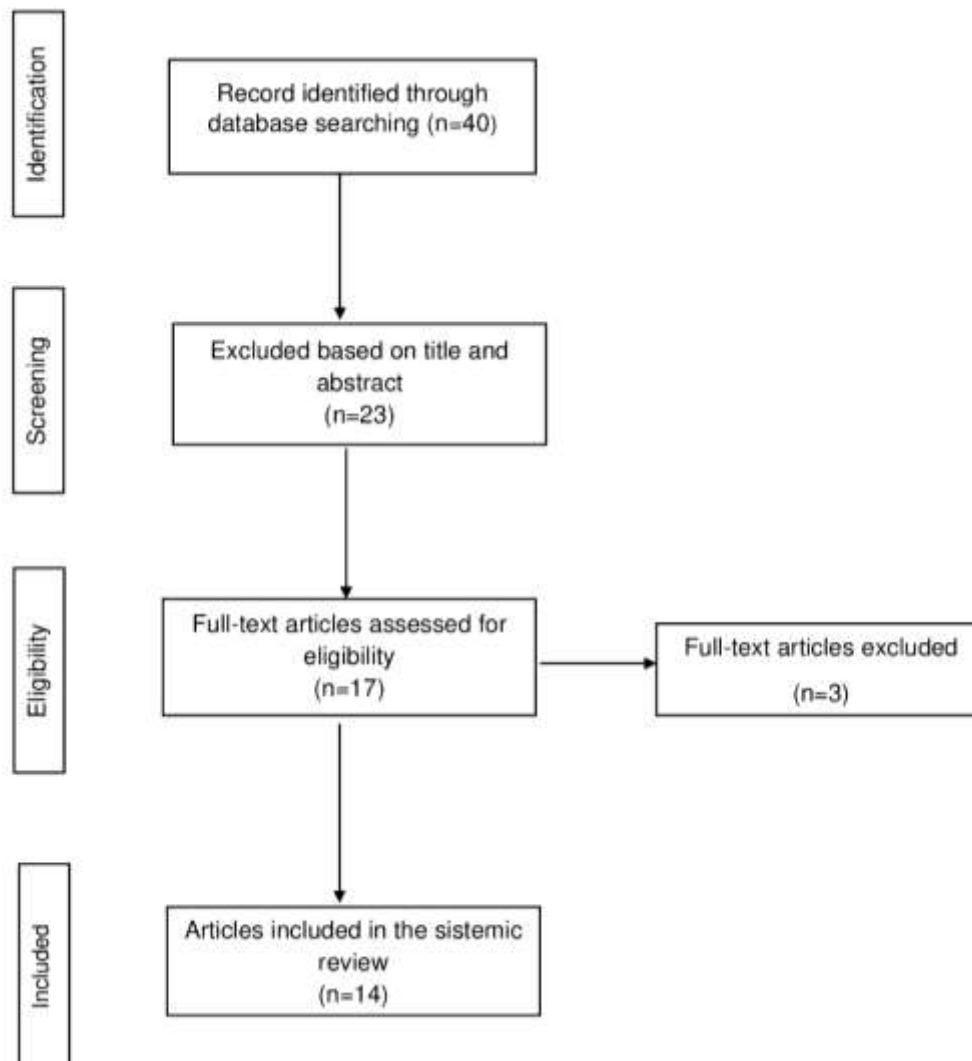 Identification
Record identified through
database searching (n=40)
Screening
Excluded based on title and
abstract
(n=23)
Eligibility
Full-text articles assessed for
eligibility
(n=17)
Full-text articles excluded
(n=3)
Included
Articles included in the sistemic
review
(n=14)